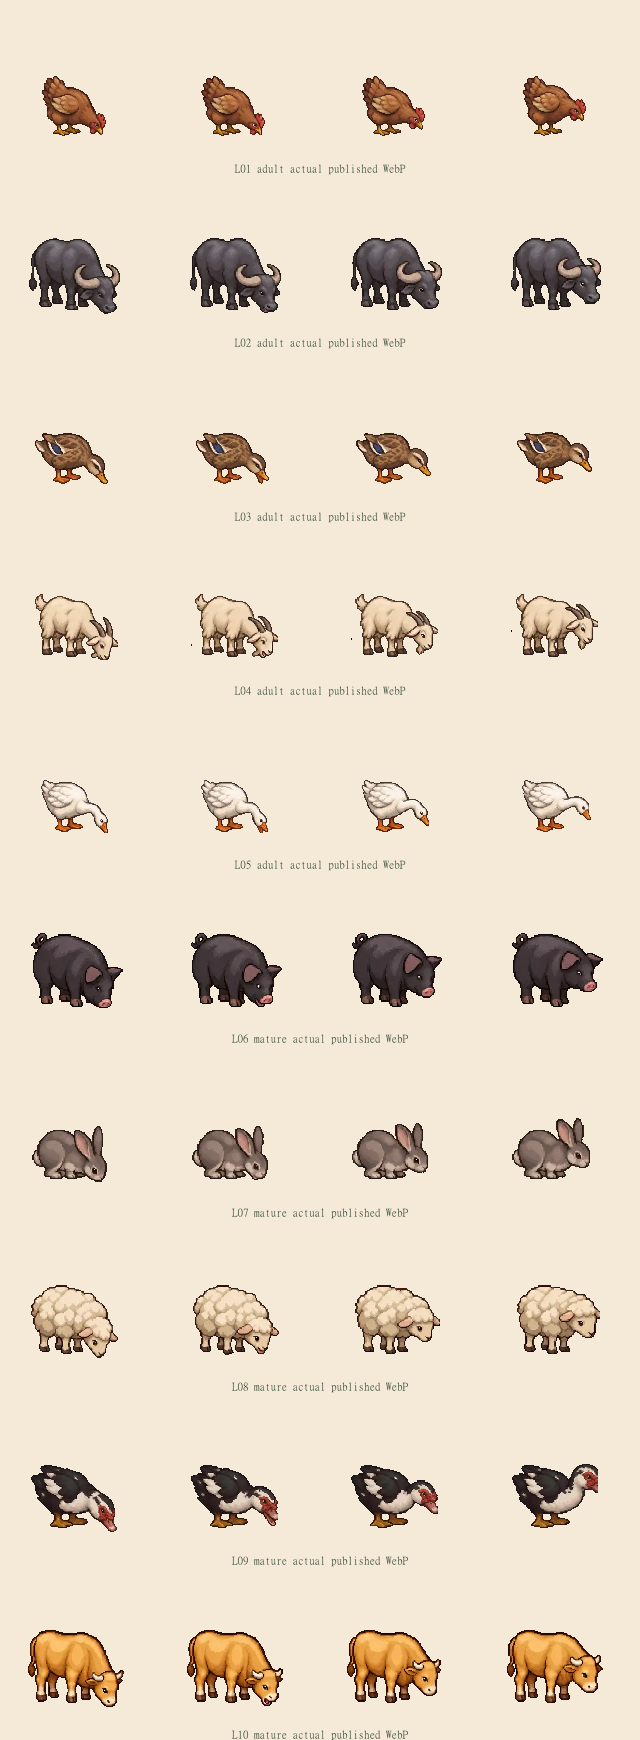 L01 adult actual published WebP
L02 adult actual published WebP
L03 adult actual published WebP
L04 adult actual published WebP
L05 adult actual published WebP
L06 mature actual published WebP
L07 mature actual published WebP
L08 mature actual published WebP
L09 mature actual published WebP
L10 mature actual published WebP